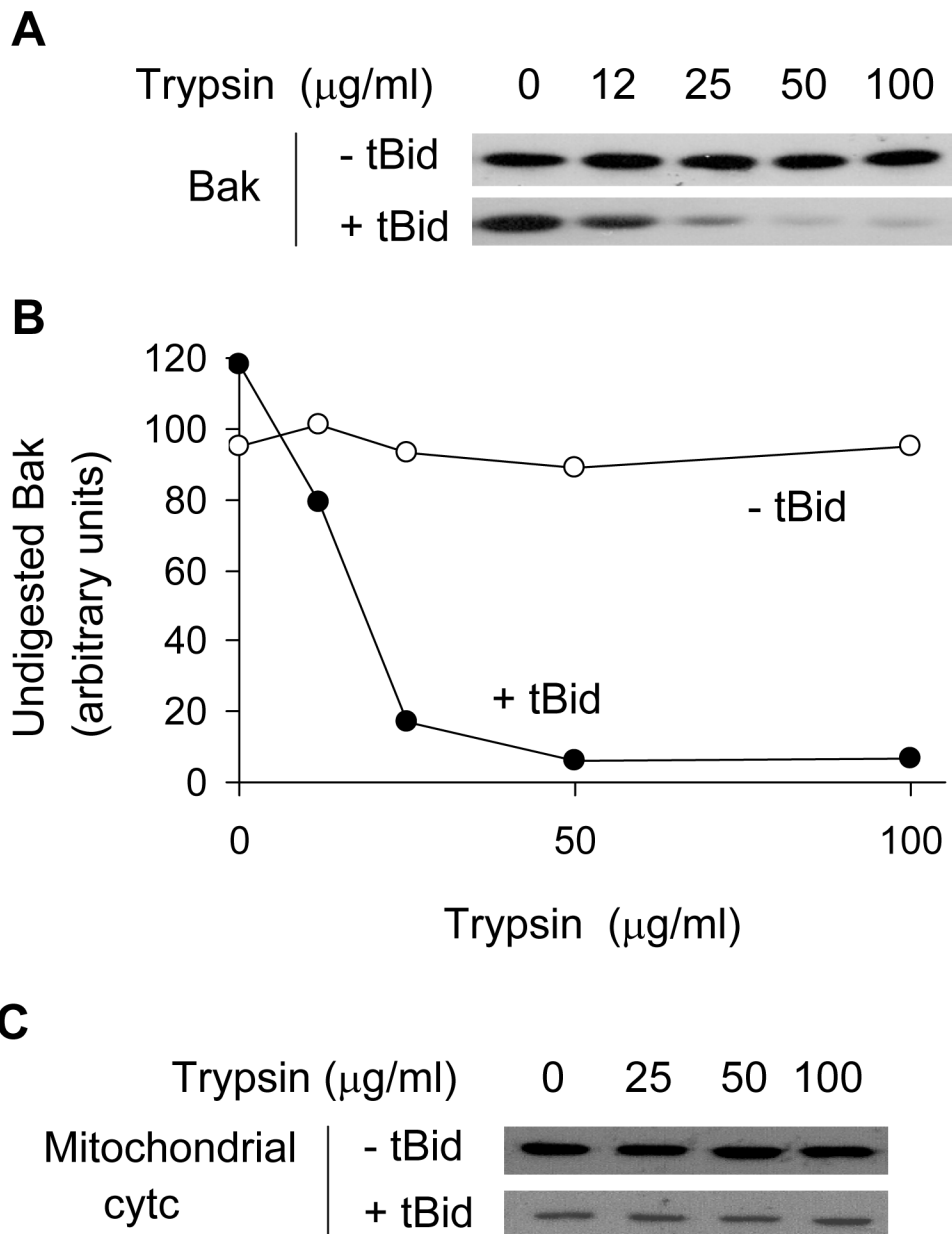 A
Trypsin (μg/ml) 0 12 25 50 100
- tBid
Bak
+ tBid
B
120
100
80
60
40
20
0
Undigested Bak
(arbitrary units)
- tBid
+ tBid
0 50 100
Trypsin (μg/ml)
C
Trypsin (μg/ml) 0 25 50 100
Mitochondrial - tBid
cytc + tBid